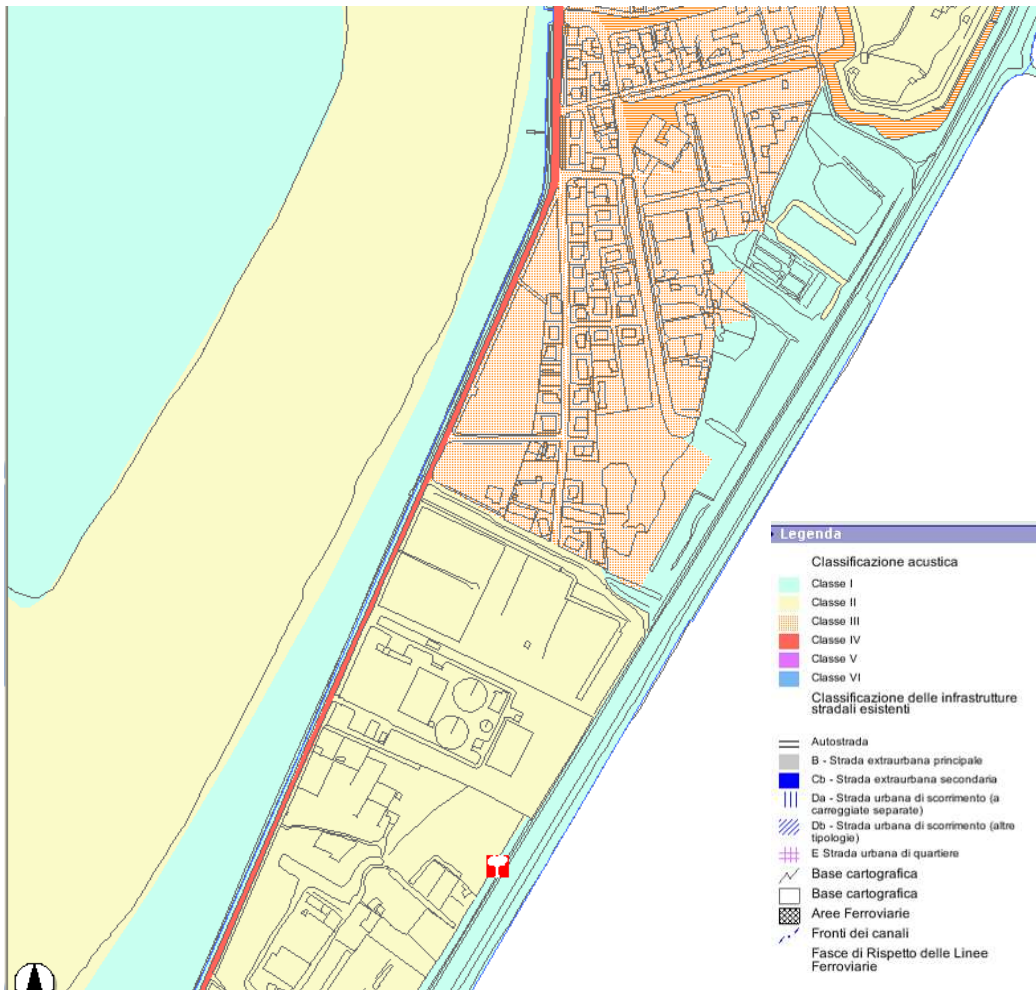 Legenda
Classificazione acustica
Classe I
Classe II
Classe III
Classe IV
Classe V
Classe VI
Classificazione delle infrastrutture
stradali esistenti
Autostrada
B - Strada extraurbana principale
Cb - Strada extraurbana secondaria
Da - Strada urbana di scorrimento (a
carreggiate separate)
Db - Strada urbana di scorrimento (altre
tipologie)
E Strada urbana di quartiere
Base cartografica
Base cartografica
Aree Ferroviarie
Fronti dei canali
Fasce di Rispetto delle Linee
Ferroviarie